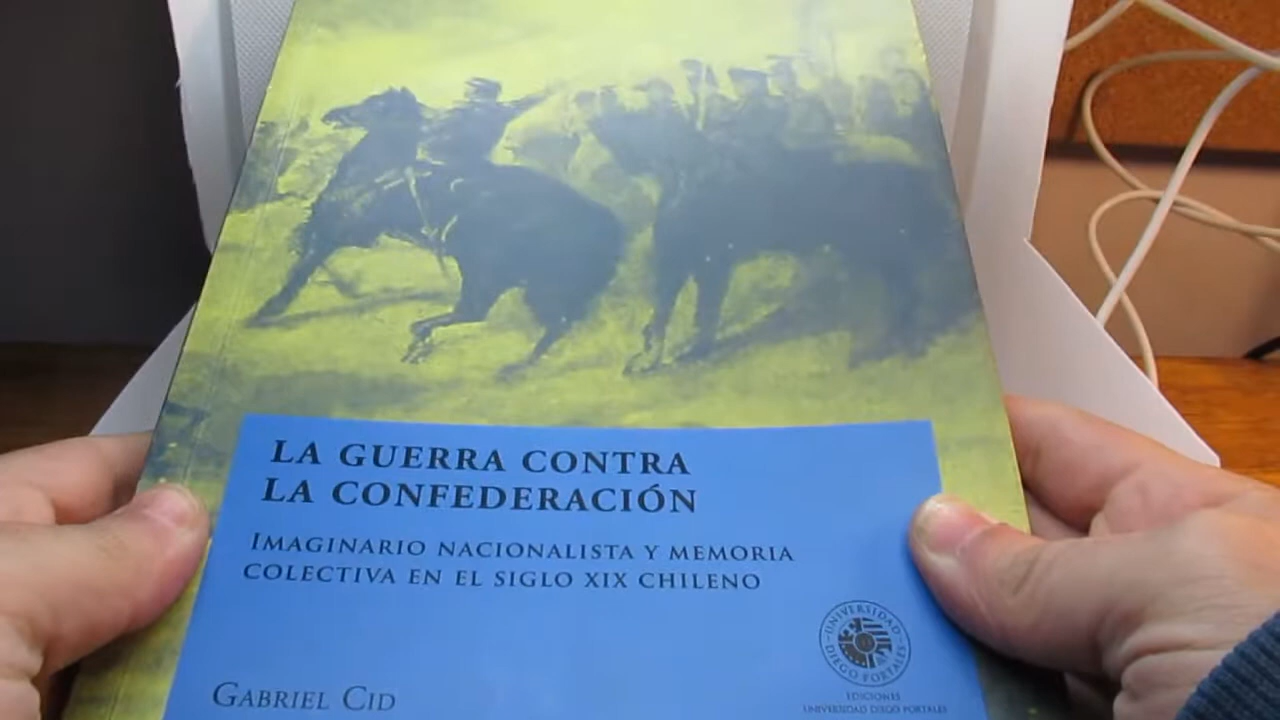 LA GUERRA CONTRA
LA CONFEDERACIÓN
IMAGINARIO NACIONALISTA Y MEMORIA
COLECTIVA EN EL SIGLO XIX CHILENO
UNIVERSIDAD
DIEGO PORTALES
EDICIONES
UNIVERSIDAD DIEGO PORTALES
GABRIEL CID